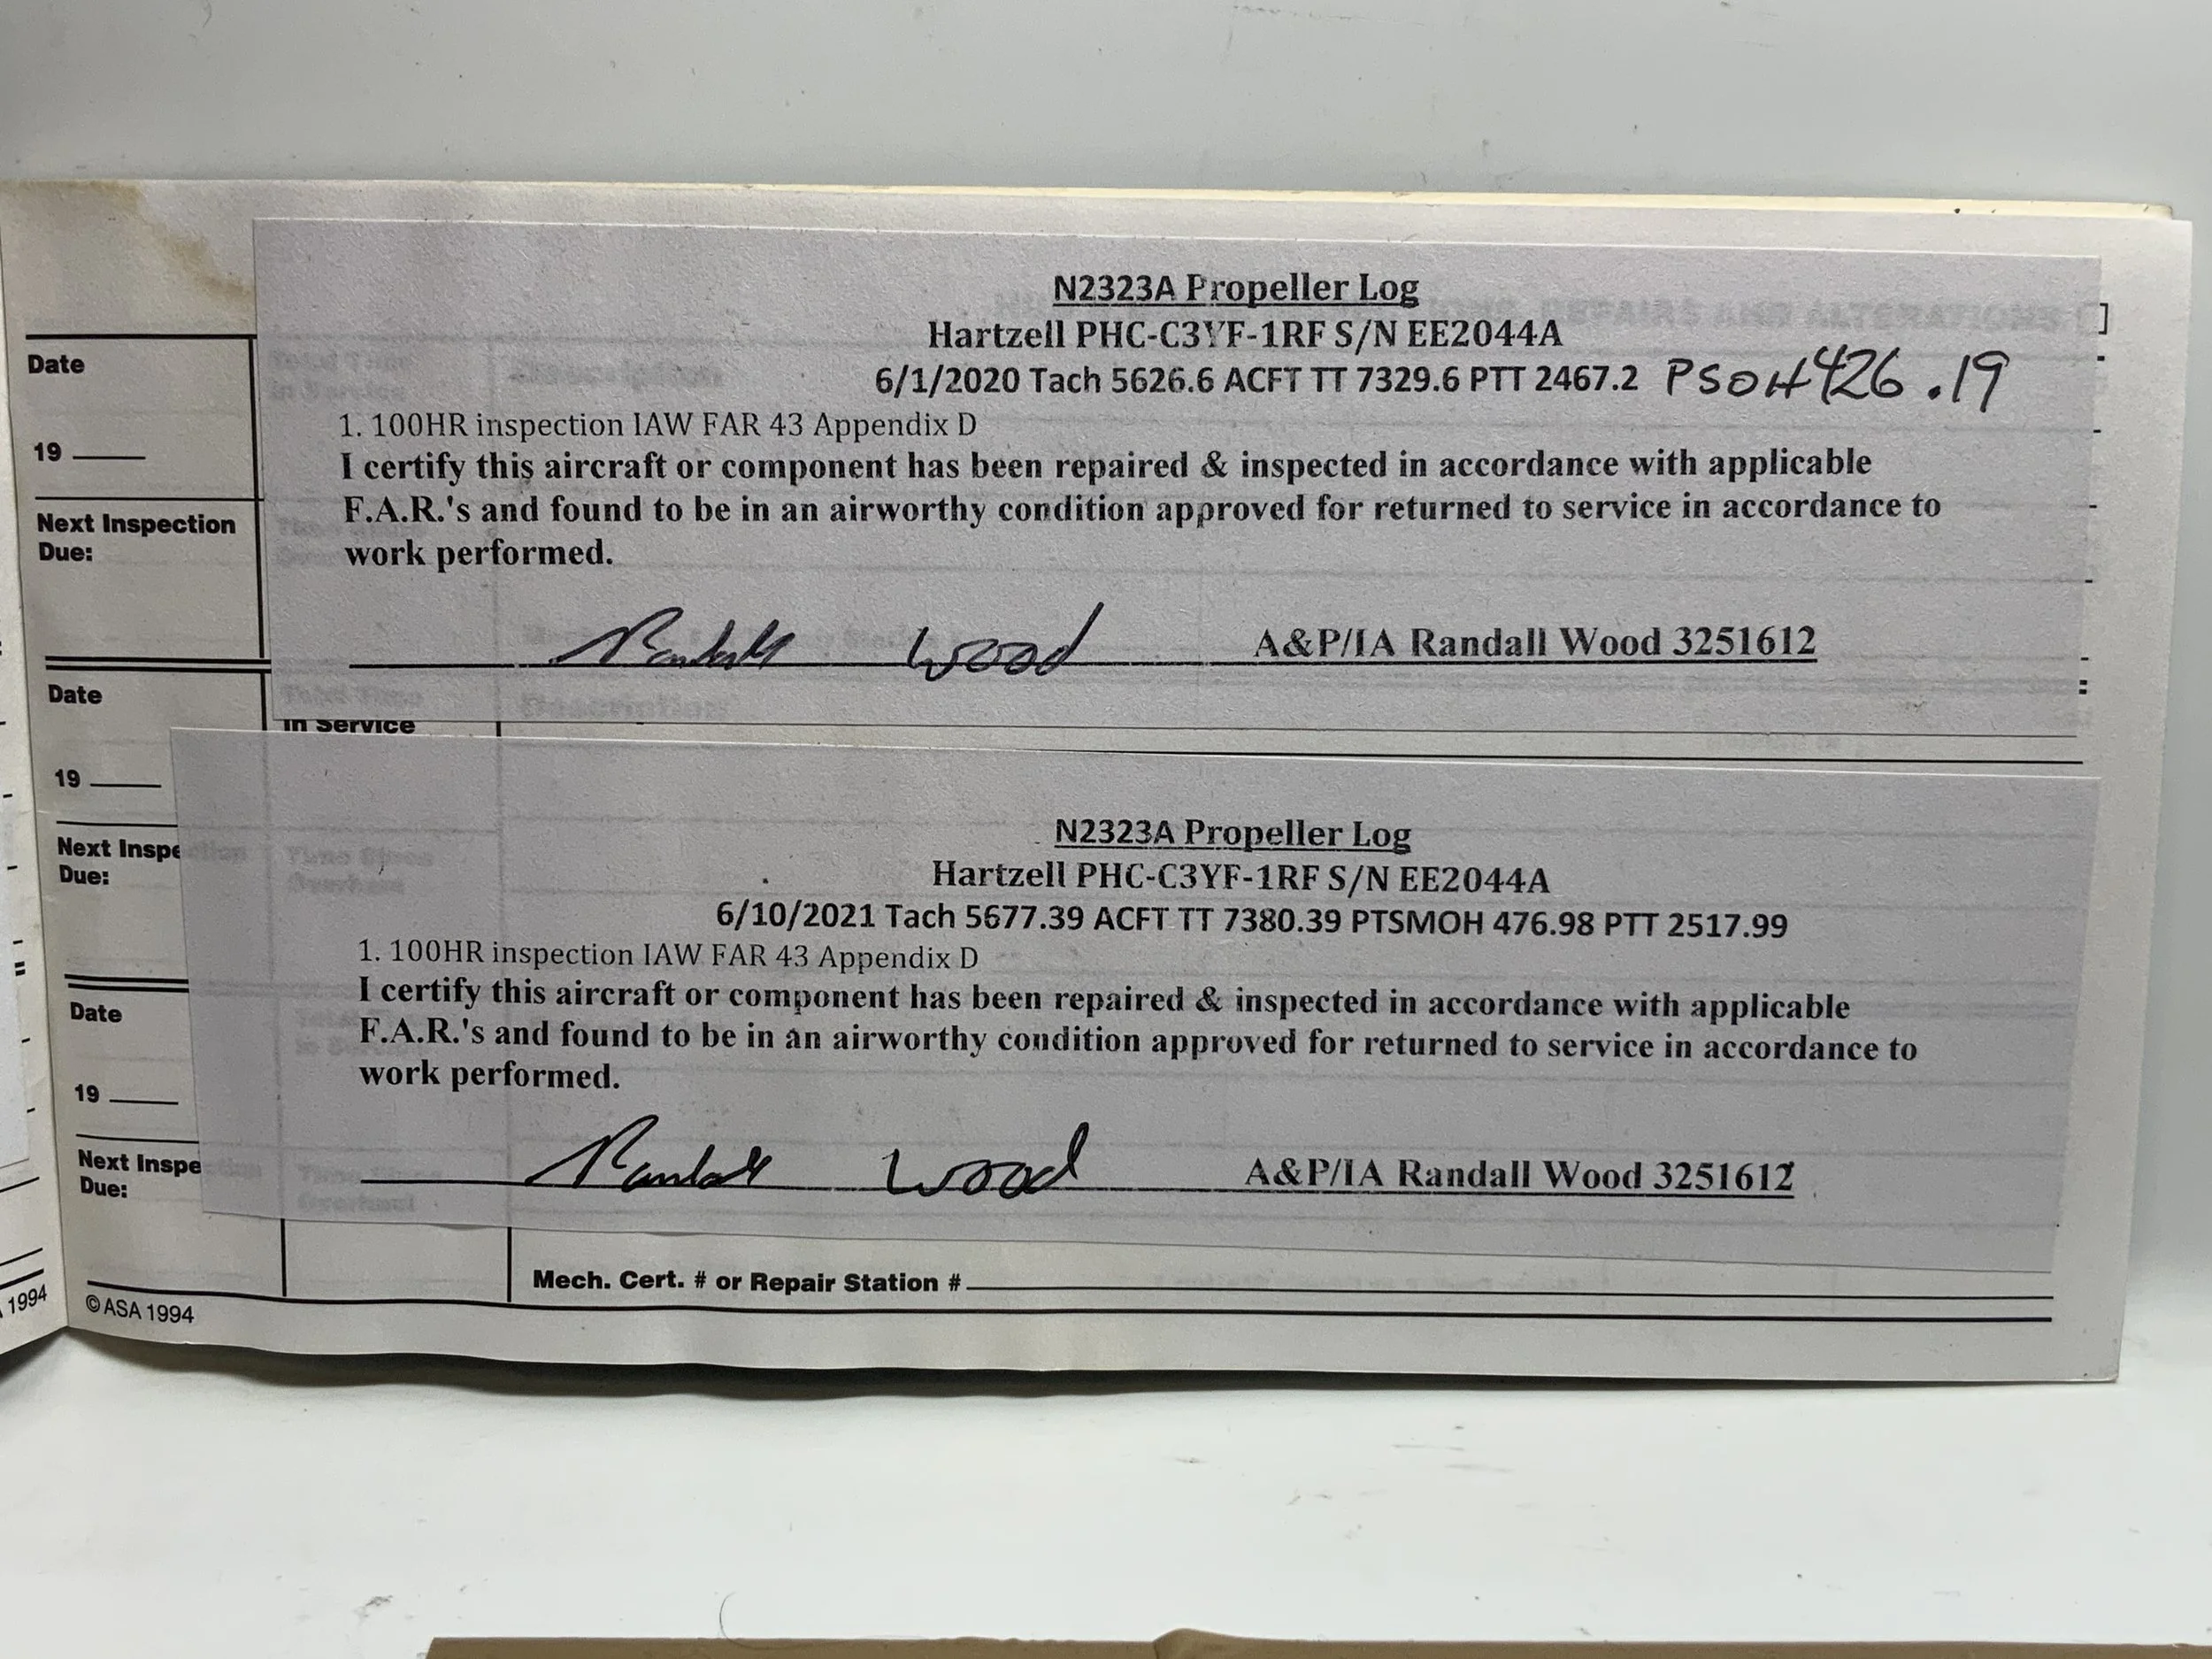 N2323A Propeller Log
Hartzell PHC-C3YF-1RF S/N EE2044A
6/1/2020 Tach 5626.6 ACFT TT 7329.6 PTT 2467.2 PSOH 426.19
1. 100HR inspection IAW FAR 43 Appendix D
I certify this aircraft or component has been repaired & inspected in accordance with applicable
F.A.R.'s and found to be in an airworthy condition approved for returned to service in accordance to
work performed.
Randall Wood A&P/IA Randall Wood 3251612
Date
19
Next Inspection
Due:
Date
in Service
19
Next Inspe
Due:
N2323A Propeller Log
Hartzell PHC-C3YF-1RF S/N EE2044A
6/10/2021 Tach 5677.39 ACFT TT 7380.39 PTSMOH 476.98 PTT 2517.99
1. 100HR inspection IAW FAR 43 Appendix D
I certify this aircraft or component has been repaired & inspected in accordance with applicable
F.A.R.'s and found to be in an airworthy condition approved for returned to service in accordance to
work performed.
Randall Wood A&P/IA Randall Wood 3251612
Date
19
Next Inspe
Due:
Mech. Cert. # or Repair Station #
1994
© ASA 1994